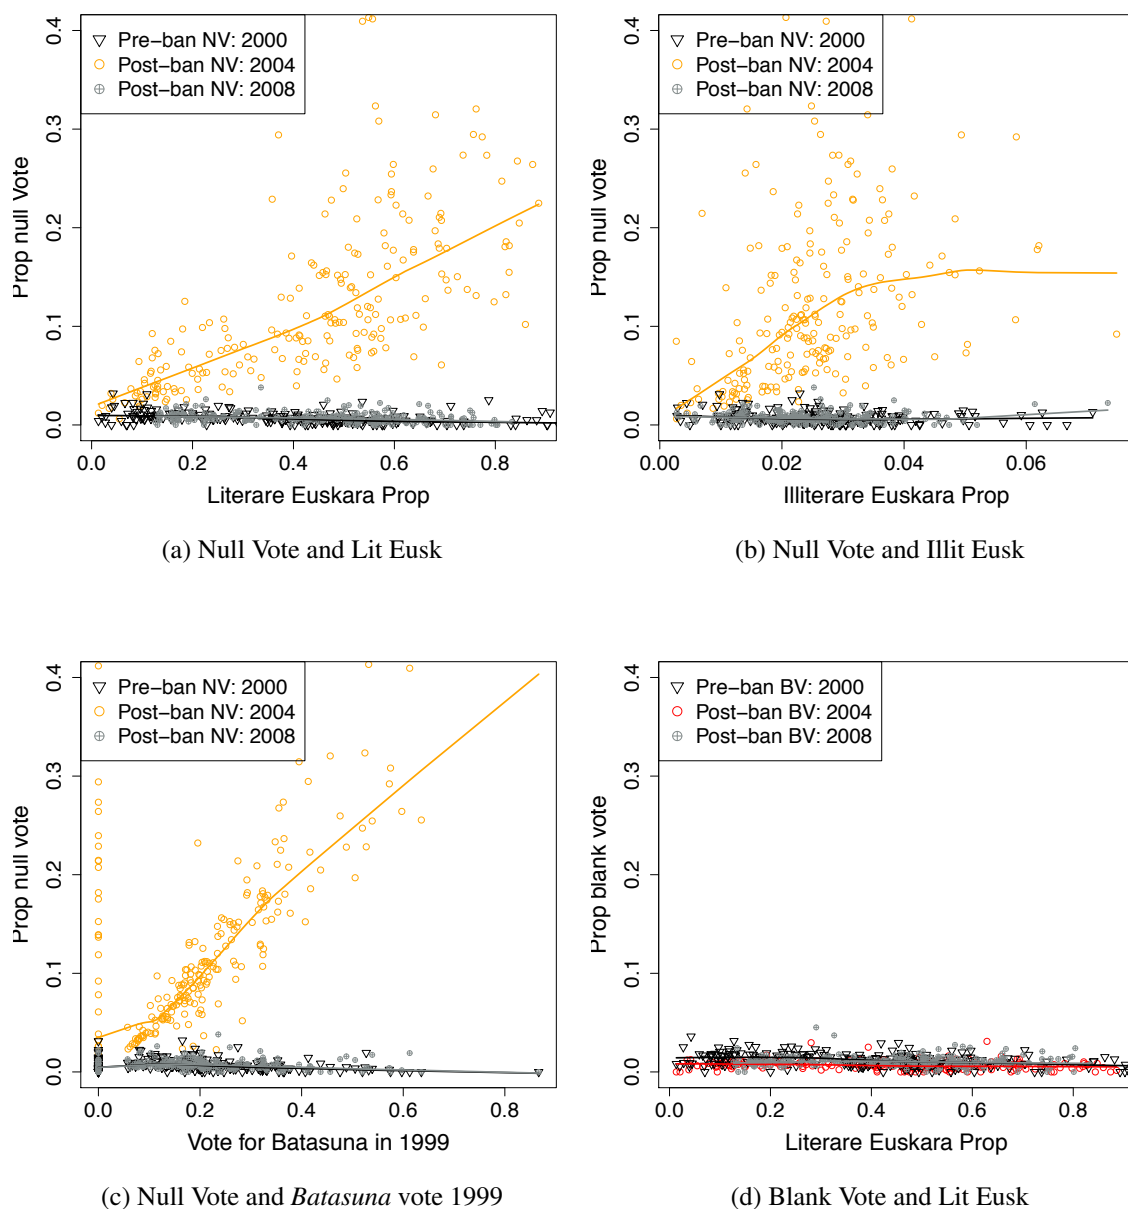 Pre−ban NV: 2000
Post−ban NV: 2004
Post−ban NV: 2008
Prop null Vote
0.0 0.1 0.2 0.3 0.4
0.0 0.2 0.4 0.6 0.8
Literare Euskara Prop
(a) Null Vote and Lit Eusk
Pre−ban NV: 2000
Post−ban NV: 2004
Post−ban NV: 2008
Prop null vote
0.0 0.1 0.2 0.3 0.4
0.00 0.02 0.04 0.06
Illiterare Euskara Prop
(b) Null Vote and Illit Eusk
Pre−ban NV: 2000
Post−ban NV: 2004
Post−ban NV: 2008
Prop null vote
0.0 0.1 0.2 0.3 0.4
0.0 0.2 0.4 0.6 0.8
Vote for Batasuna in 1999
(c) Null Vote and Batasuna vote 1999
Pre−ban BV: 2000
Post−ban BV: 2004
Post−ban BV: 2008
Prop blank vote
0.0 0.1 0.2 0.3 0.4
0.0 0.2 0.4 0.6 0.8
Literare Euskara Prop
(d) Blank Vote and Lit Eusk